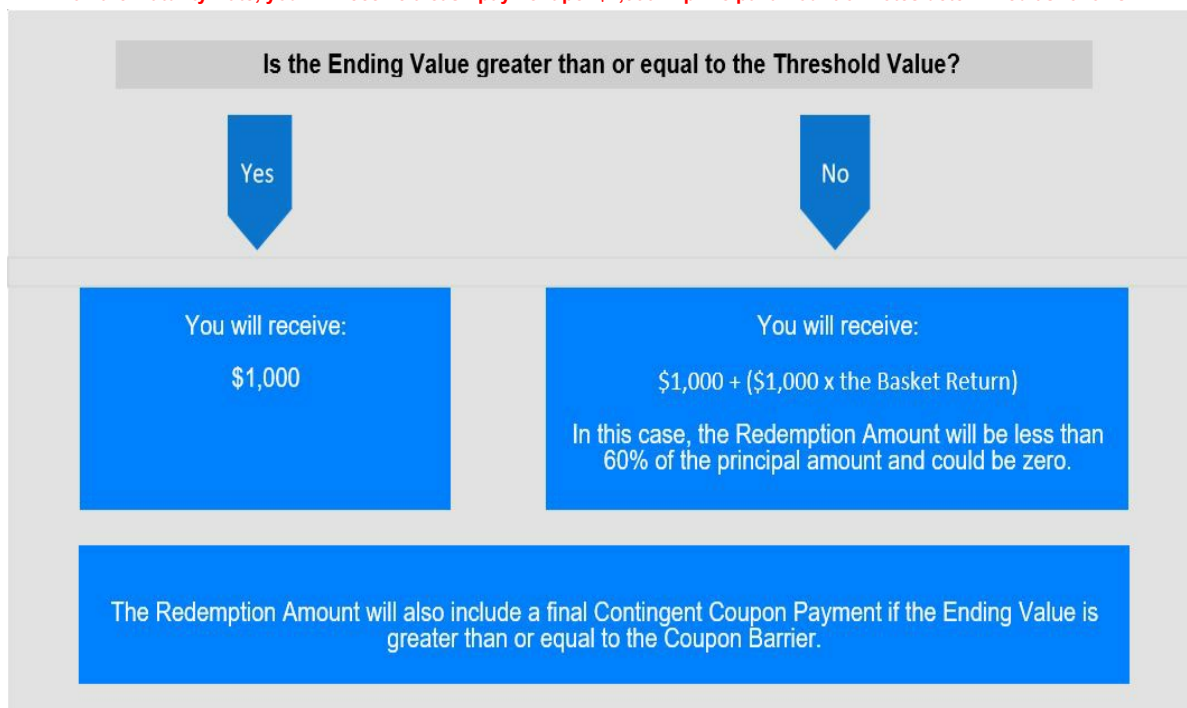 Is the Ending Value greater than or equal to the Threshold Value?
Yes
No
You will receive:
$1,000
You will receive:
$1,000 + ($1,000 x the Basket Return)
In this case, the Redemption Amount will be less than
60% of the principal amount and could be zero.
The Redemption Amount will also include a final Contingent Coupon Payment if the Ending Value is
greater than or equal to the Coupon Barrier.